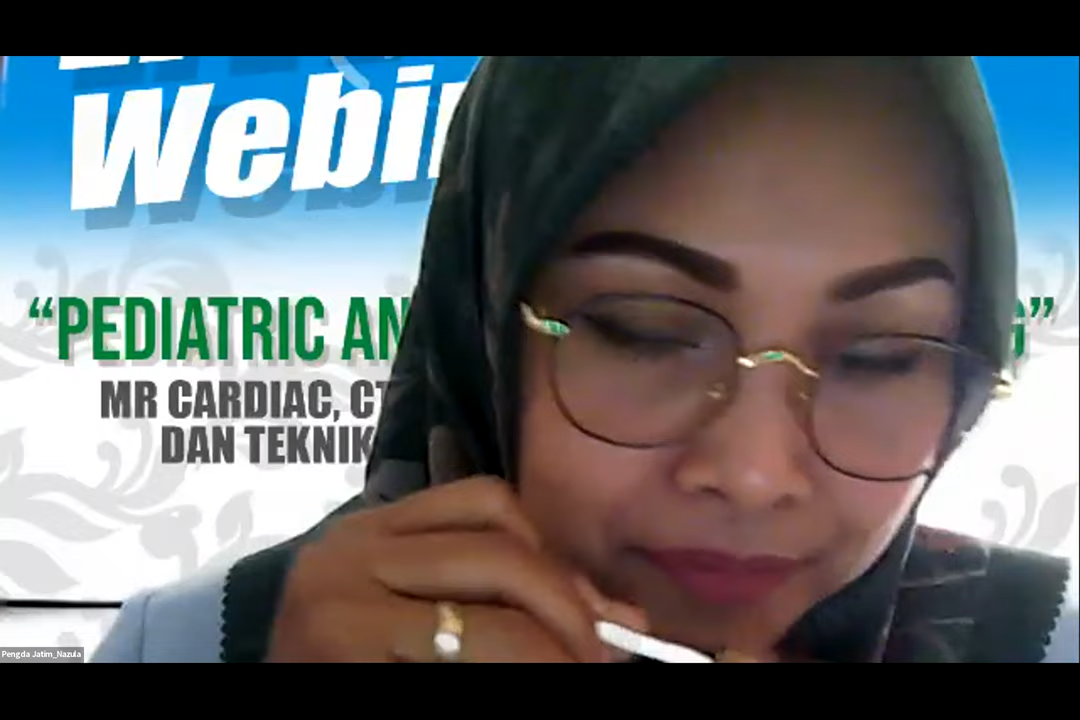 Webi
“PEDIATRIC AN G”
MR CARDIAC, CT
DAN TEKNIK
Pengda Jatim_Nazula